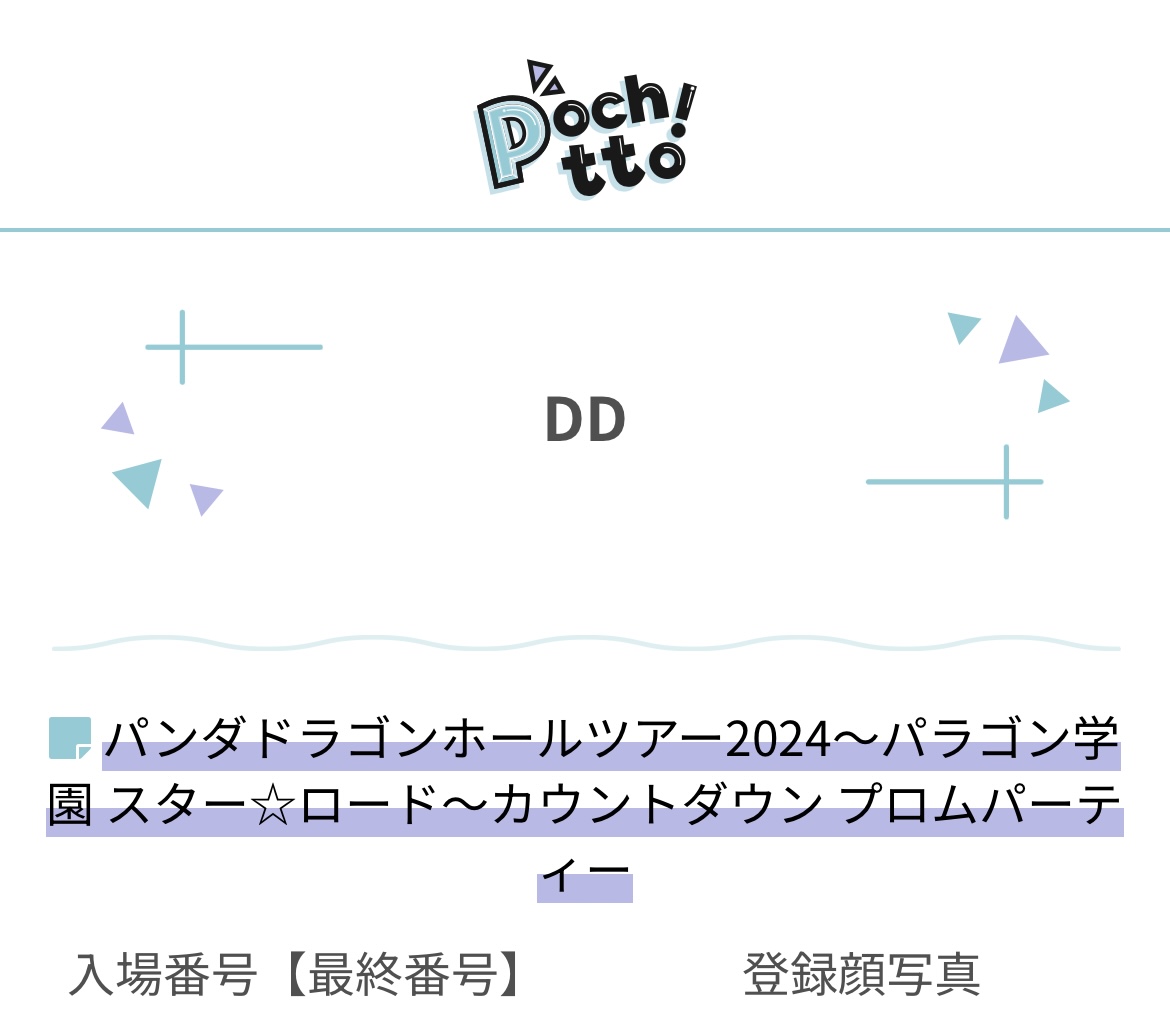 Poch!
tto
DD
パンダドラゴンホールツアー2024〜パラゴン学
園 スター☆ロード〜カウントダウン プロムパーテ
ィー
入場番号【最終番号】 登録顔写真